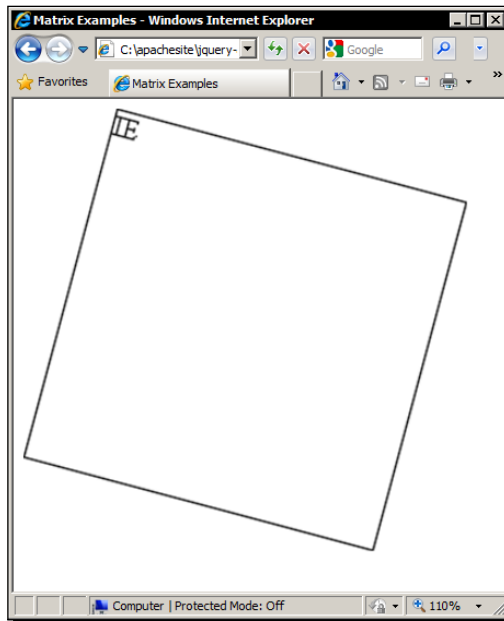 Matrix Examples - Windows Internet Explorer
C:\apachesite\jquery-
Google
Favorites
Matrix Examples
»
IE
Computer | Protected Mode: Off
110%